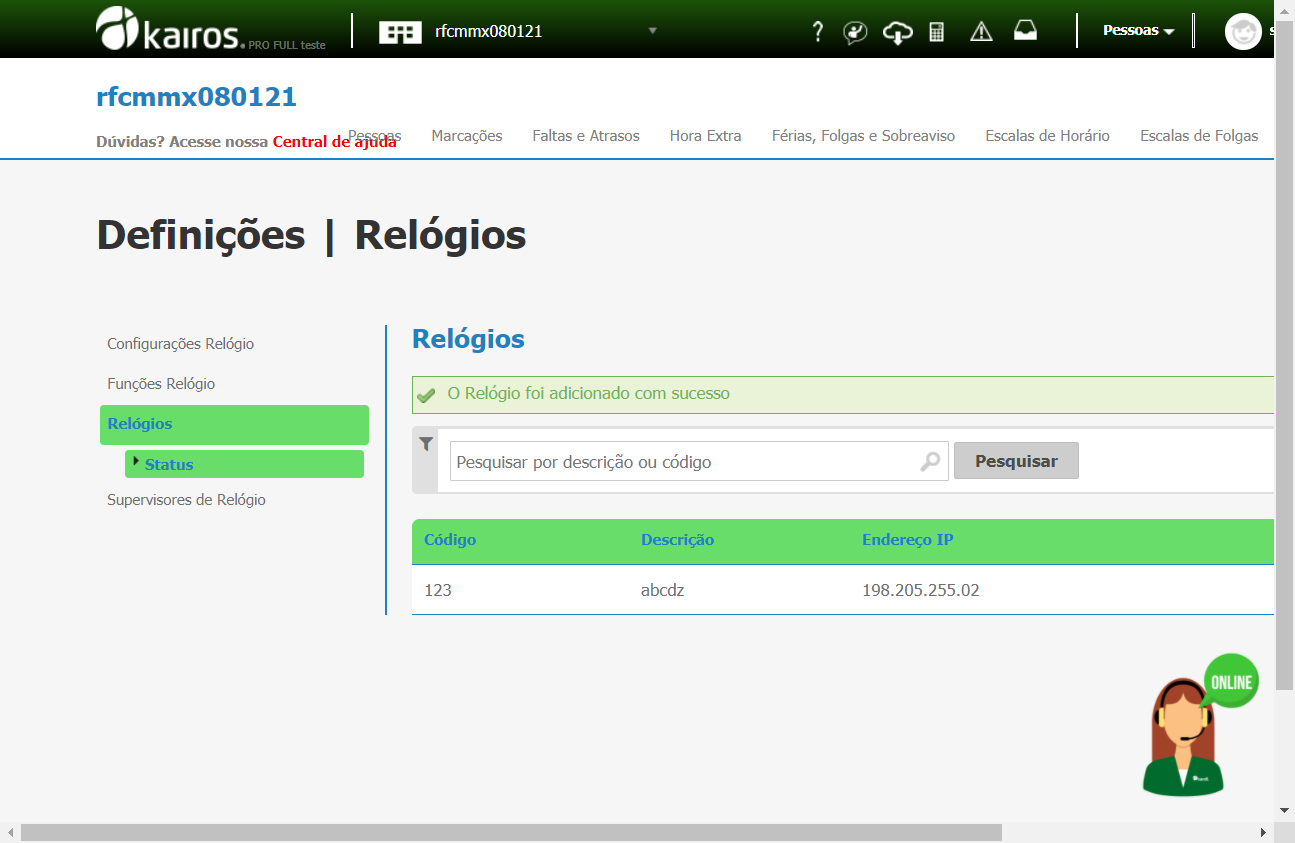 kairos. PRO FULL teste
rfcmmx080121
?
Pessoas
s
rfcmmx080121
Dúvidas? Acesse nossa Central de ajuda
Pessoas Marcações Faltas e Atrasos Hora Extra Férias, Folgas e Sobreaviso Escalas de Horário Escalas de Folgas
Definições | Relógios
Configurações Relógio
Funções Relógio
Relógios
Status
Supervisores de Relógio
Relógios
O Relógio foi adicionado com sucesso
Pesquisar por descrição ou código Pesquisar
Código Descrição Endereço IP
123 abcdz 198.205.255.02
ONLINE